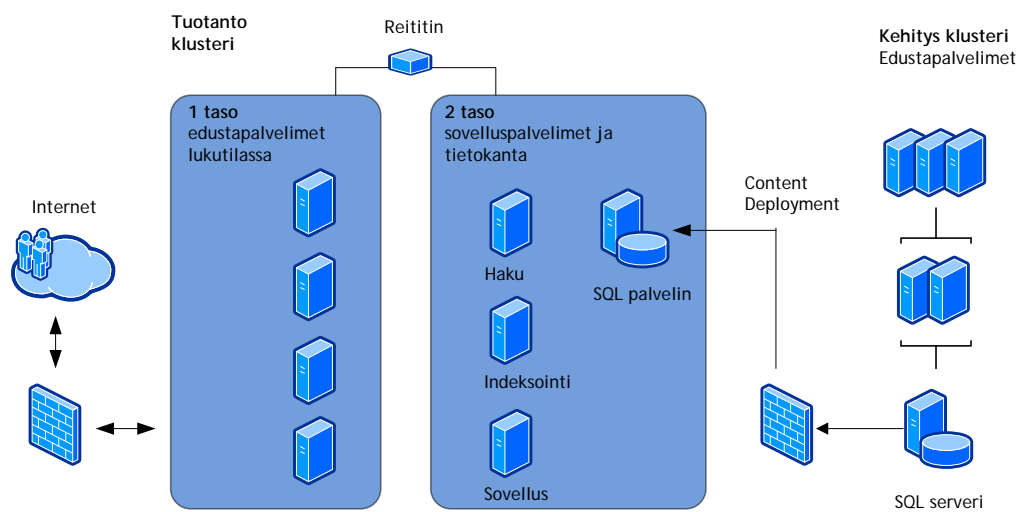 Tuotanto
klusteri
Reititin
Kehitys klusteri
Edustapalvelimet
1 taso
edustapalvelimet
lukutilassa
2 taso
sovelluspalvelimet ja
tietokanta
Internet
Content
Deployment
Haku
SQL palvelin
Indeksointi
Sovellus
SQL serveri